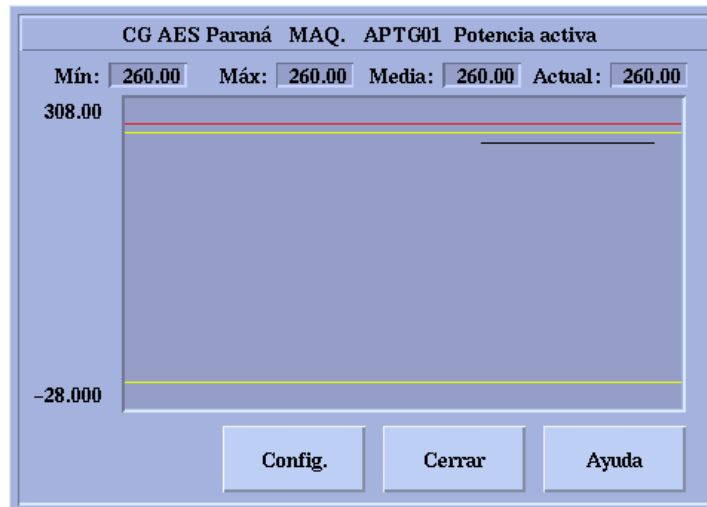 CG AES Paraná MAQ. APTG01 Potencia activa
Mín: 260.00 Máx: 260.00 Media: 260.00 Actual: 260.00
308.00
−28.000
Config. Cerrar Ayuda